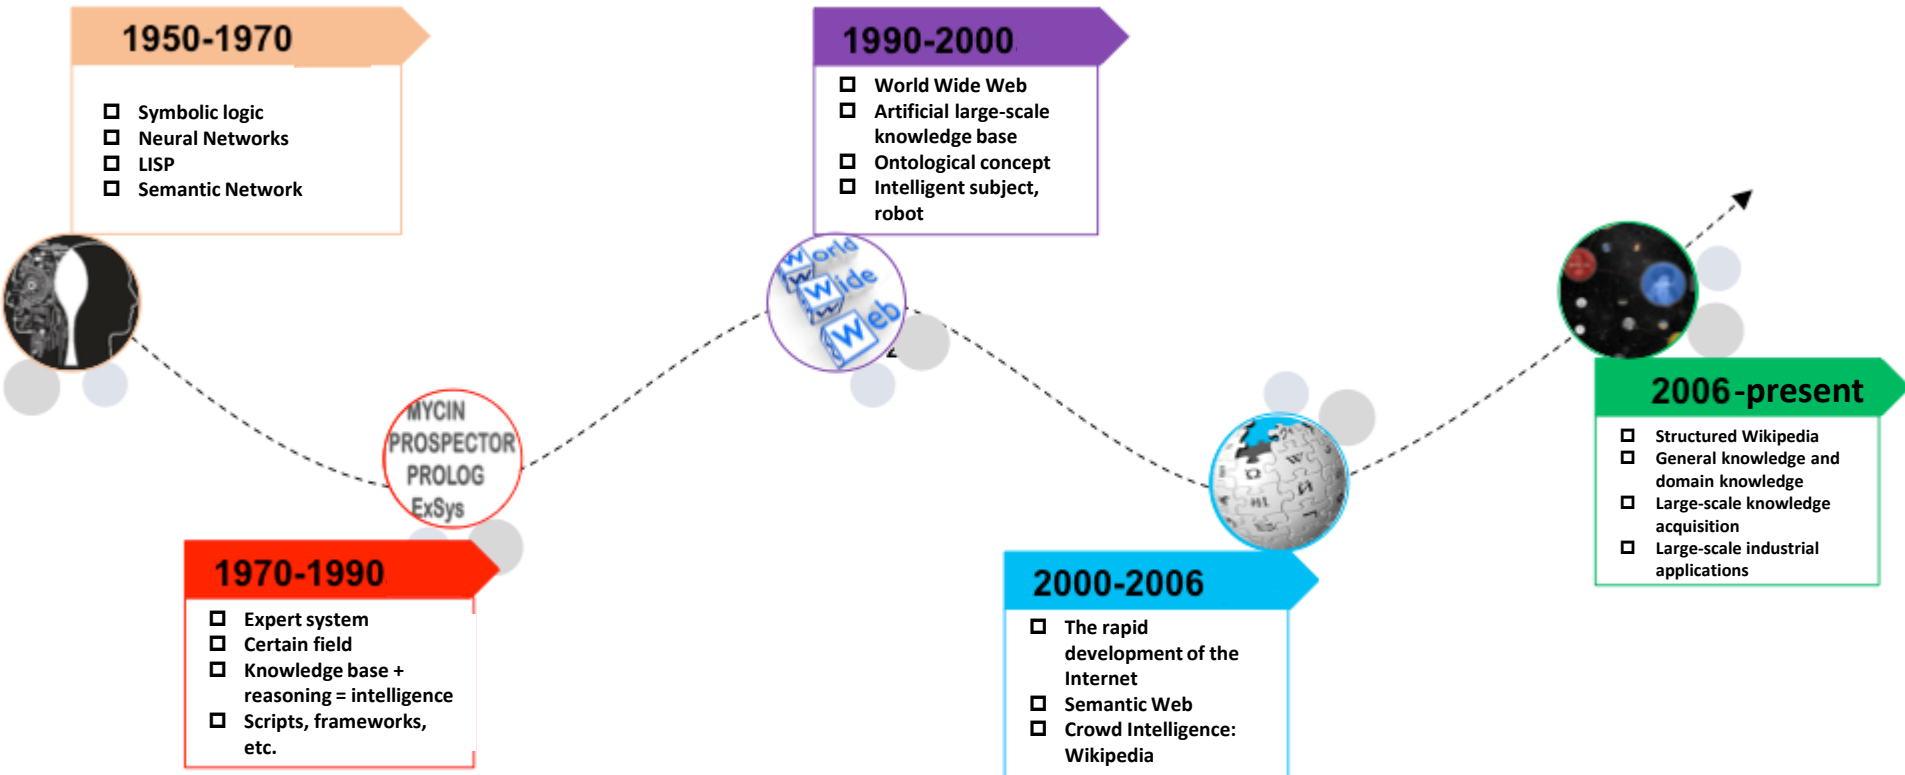 1950-1970
Symbolic logic
Neural Networks
LISP
Semantic Network
MYCIN
PROSPECTOR
PROLOG
ExSys
1970-1990
Expert system
Certain field
Knowledge base +
reasoning = intelligence
Scripts, frameworks,
etc.
1990-2000
World Wide Web
Artificial large-scale
knowledge base
Ontological concept
Intelligent subject,
robot
World
Wide
Web
2000-2006
The rapid
development of the
Internet
Semantic Web
Crowd Intelligence:
Wikipedia
2006-present
Structured Wikipedia
General knowledge and
domain knowledge
Large-scale knowledge
acquisition
Large-scale industrial
applications